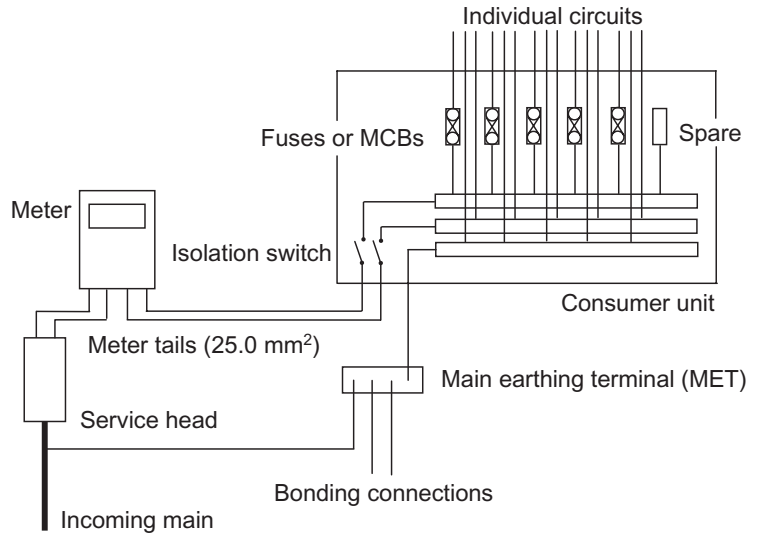 Individual circuits
Fuses or MCBs
Spare
Meter
Isolation switch
Consumer unit
Meter tails (25.0 mm²)
Main earthing terminal (MET)
Service head
Bonding connections
Incoming main